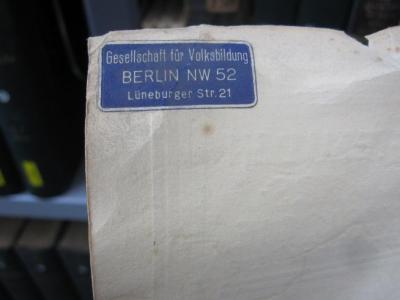 Gesellschaft für Volksbildung
BERLIN NW 52
Lüneburger Str. 21